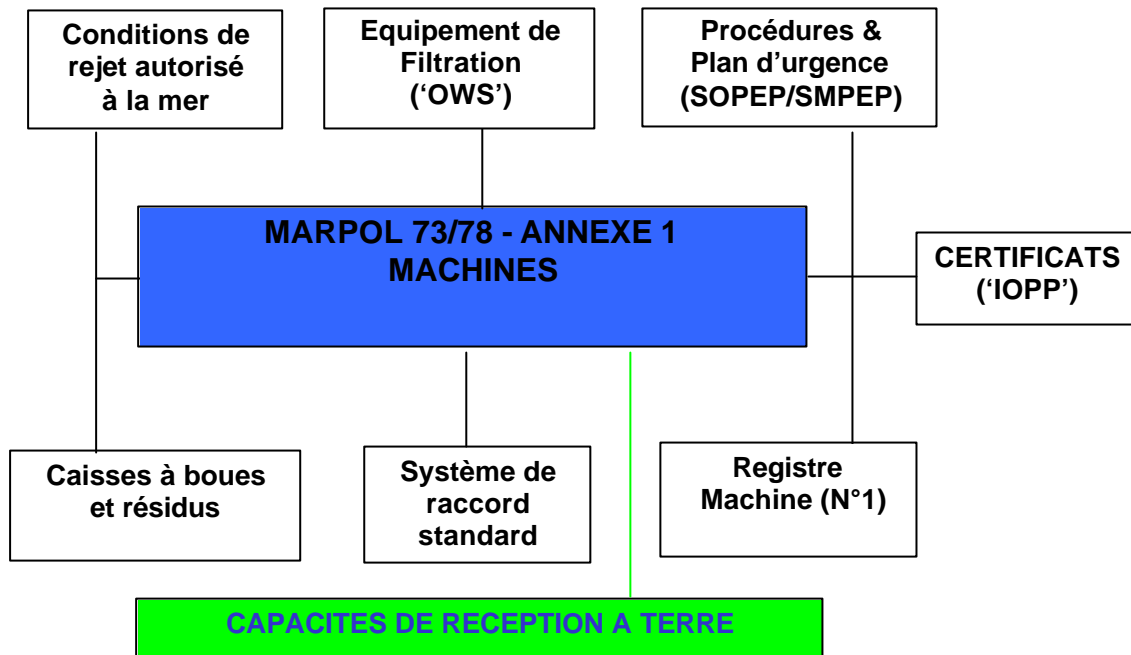 Conditions de
rejet autorisé
à la mer
Equipement de
Filtration
(‘OWS’)
Procédures &
Plan d’urgence
(SOPEP/SMPEP)
MARPOL 73/78 - ANNEXE 1
MACHINES
CERTIFICATS
(‘IOPP’)
Caisses à boues
et résidus
Système de
raccord
standard
Registre
Machine (N°1)
CAPACITES DE RECEPTION A TERRE